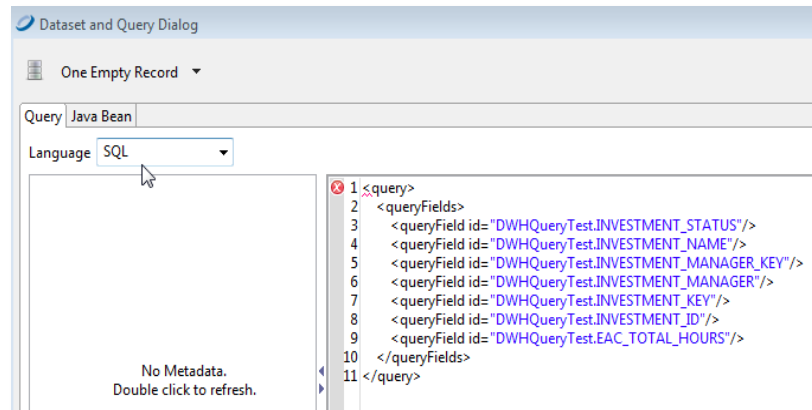 Dataset and Query Dialog
One Empty Record
Query Java Bean
Language SQL
1 <query>
2 <queryFields>
3 <queryField id="DWHQueryTest.INVESTMENT_STATUS"/>
4 <queryField id="DWHQueryTest.INVESTMENT_NAME"/>
5 <queryField id="DWHQueryTest.INVESTMENT_MANAGER_KEY"/>
6 <queryField id="DWHQueryTest.INVESTMENT_MANAGER"/>
7 <queryField id="DWHQueryTest.INVESTMENT_KEY"/>
8 <queryField id="DWHQueryTest.INVESTMENT_ID"/>
9 <queryField id="DWHQueryTest.EAC_TOTAL_HOURS"/>
10 </queryFields>
11 </query>
No Metadata.
Double click to refresh.